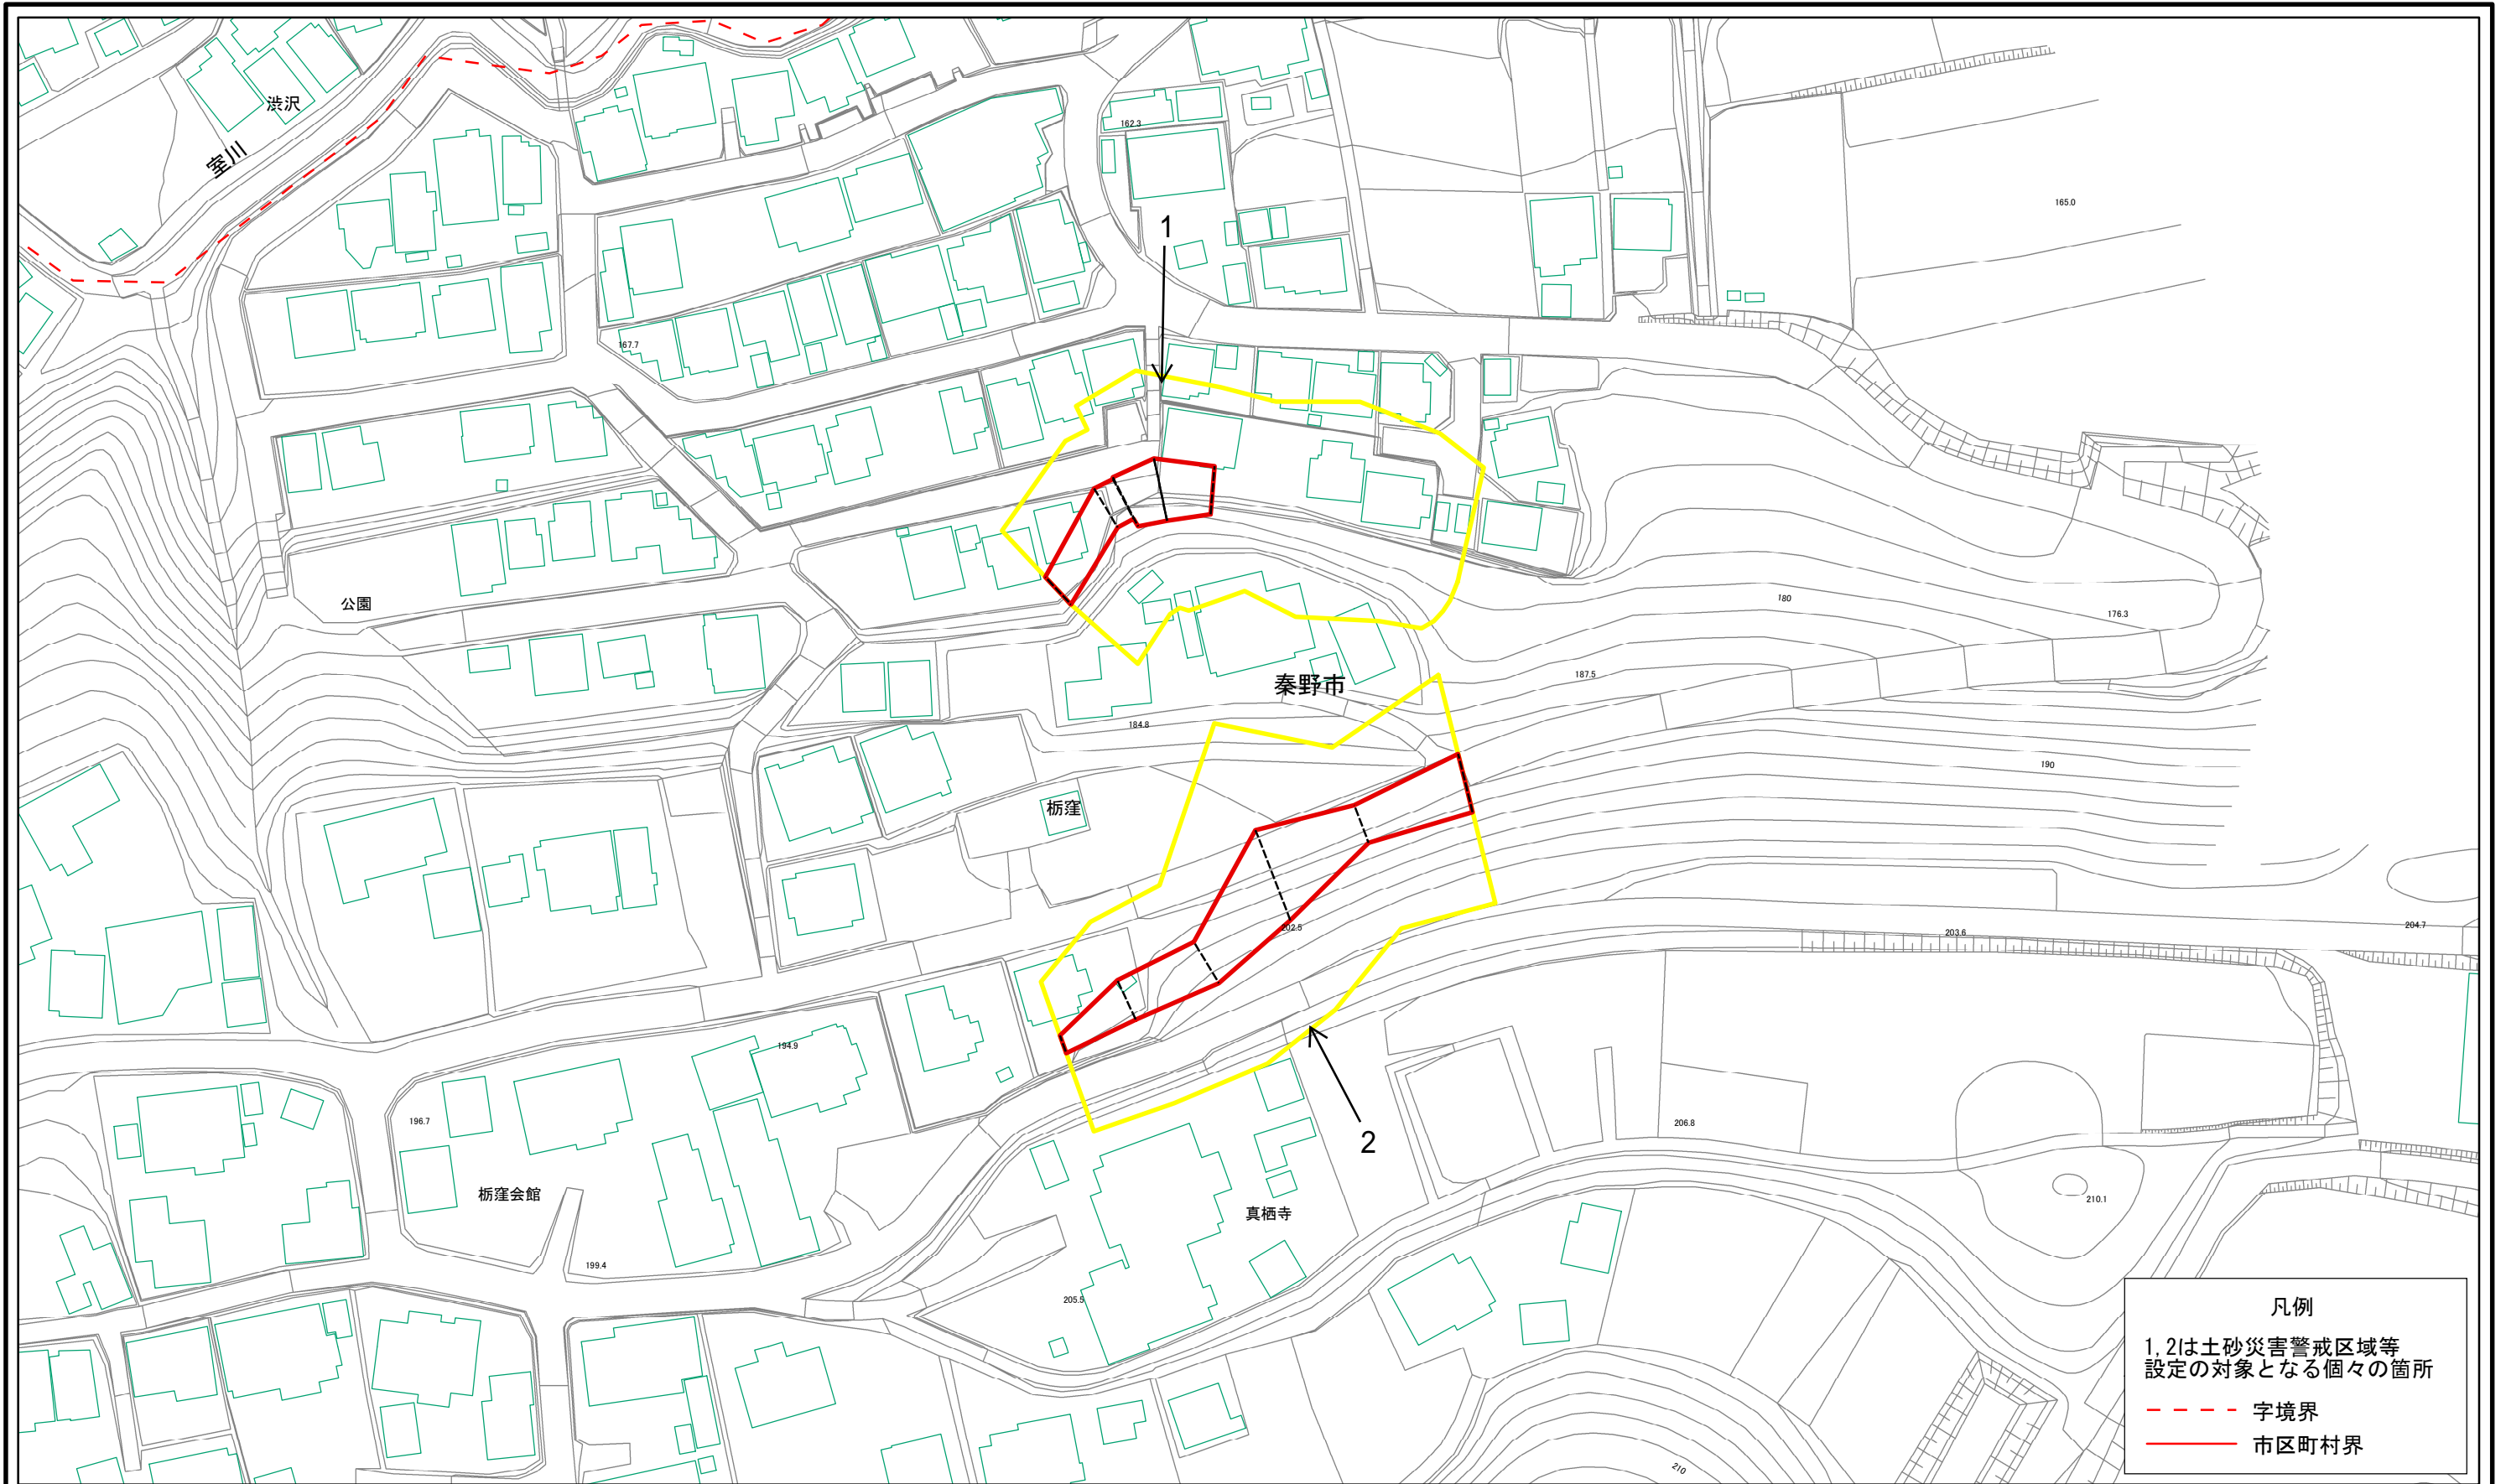 渋沢
室川
162.3
165.0
1
167.7
公園
180
176.3
187.5
秦野市
184.8
190
栃窪
202.5
203.6
204.7
194.9
196.7
206.8
2
栃窪会館
真栖寺
210.1
199.4
205.5
210
凡例
1,2は土砂災害警戒区域等
設定の対象となる個々の箇所
字境界
市区町村界